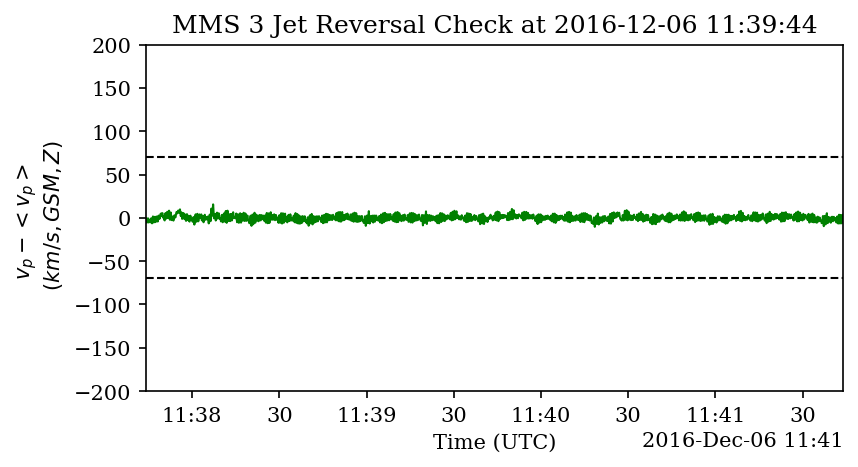 MMS 3 Jet Reversal Check at 2016-12-06 11:39:44
200
150
100
50
0
−50
−100
−150
−200
v_p − < v_p >
(km/s, GSM, Z)
11:38 30 11:39 30 11:40 30 11:41 30
Time (UTC)
2016-Dec-06 11:41